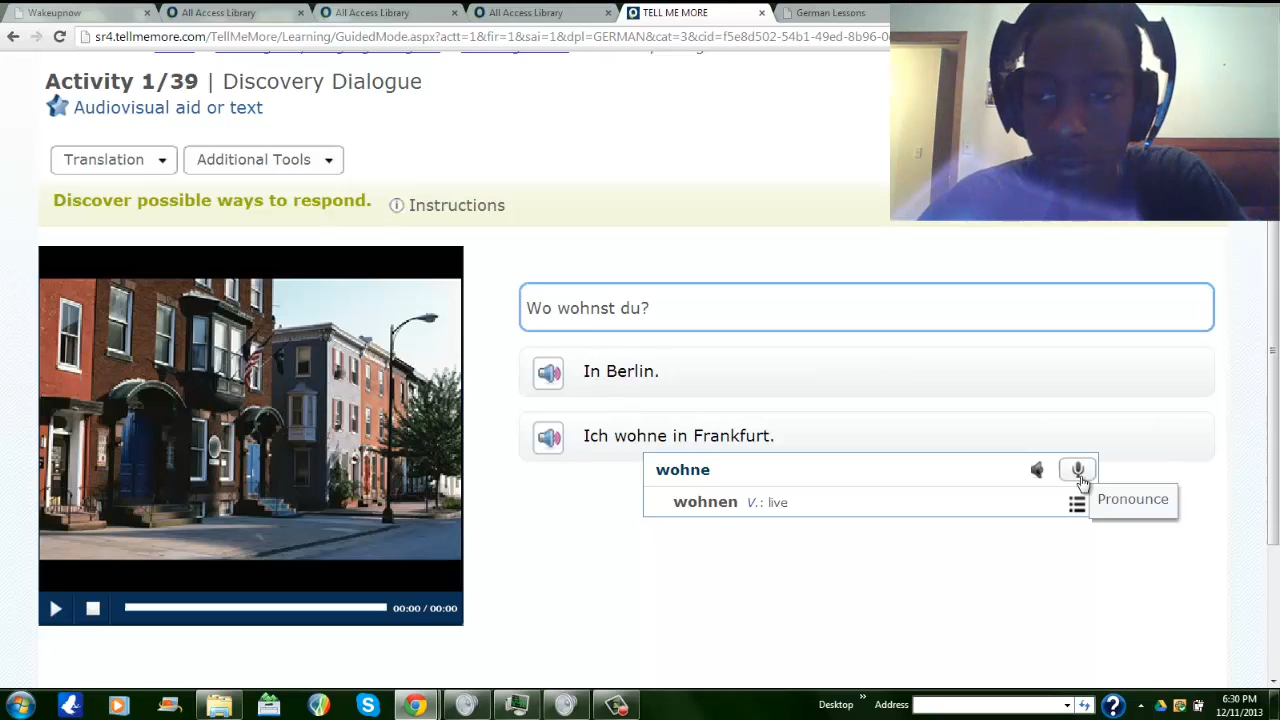 Wakeupnow
All Access Library
All Access Library
All Access Library
TELL ME MORE
German Lessons
sr4.tellmemore.com/TellMeMore/Learning/GuidedMode.aspx?actt=1&fir=1&sai=1&dpl=GERMAN&cat=3&cid=f5e8d502-54b1-49ed-8b96-0
Activity 1/39 | Discovery Dialogue
Audiovisual aid or text
Translation
Additional Tools
Discover possible ways to respond.
Instructions
Wo wohnst du?
In Berlin.
Ich wohne in Frankfurt.
wohne
wohnen V.: live
Pronounce
00:00 / 00:00
Desktop
Address
6:30 PM
12/11/2013